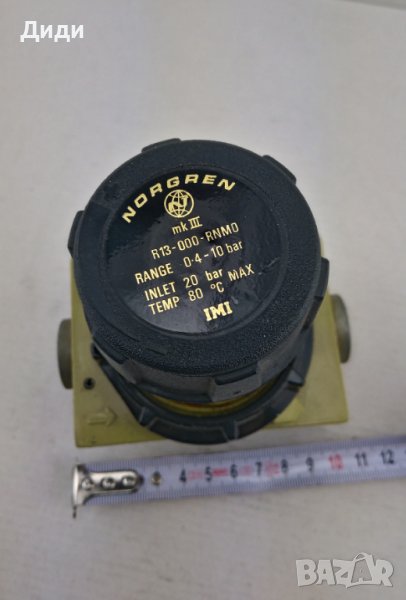 Диди
NORGREN
mk III
R13-000-RNMO
RANGE 0·4-10 bar
INLET 20 bar MAX
TEMP 80 °C
IMI
4 5 6 7 8 9 10 11 12
BAZAR